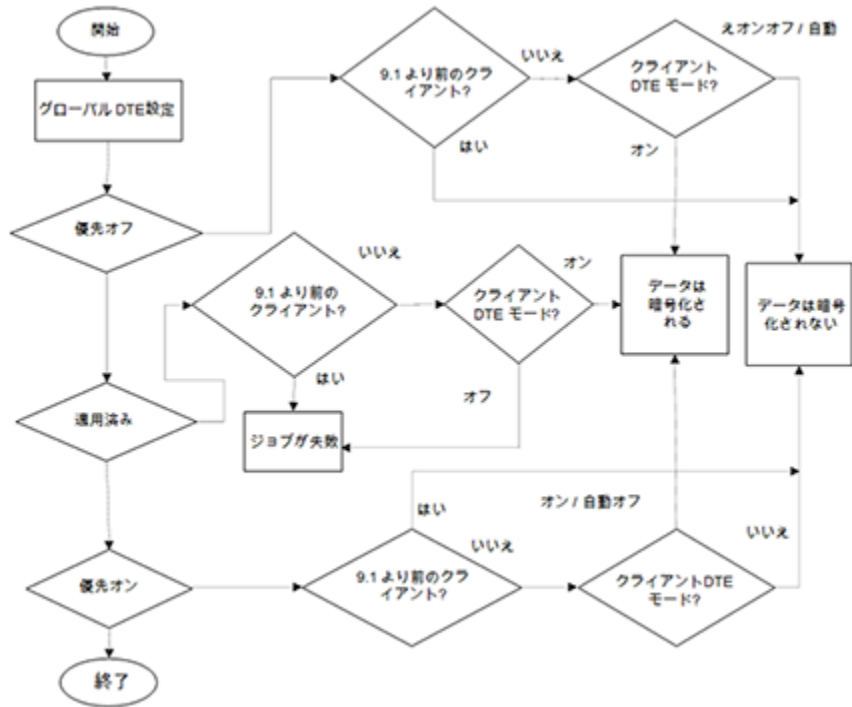 開始
グローバル DTE 設定
優先オフ
適用済み
優先オン
終了
9.1 より前のクラ
イアント?
いいえ
はい
クライアント
DTE モード?
えオンオフ / 自動
オン
9.1 より前の
クライアント?
いいえ
はい
クライアント
DTE モード?
オン
オフ
ジョブが失敗
データは
暗号化さ
れる
データは暗号
化されない
9.1 より前のクラ
イアント?
はい
いいえ
クライアントDTE
モード?
オン / 自動オフ
いいえ